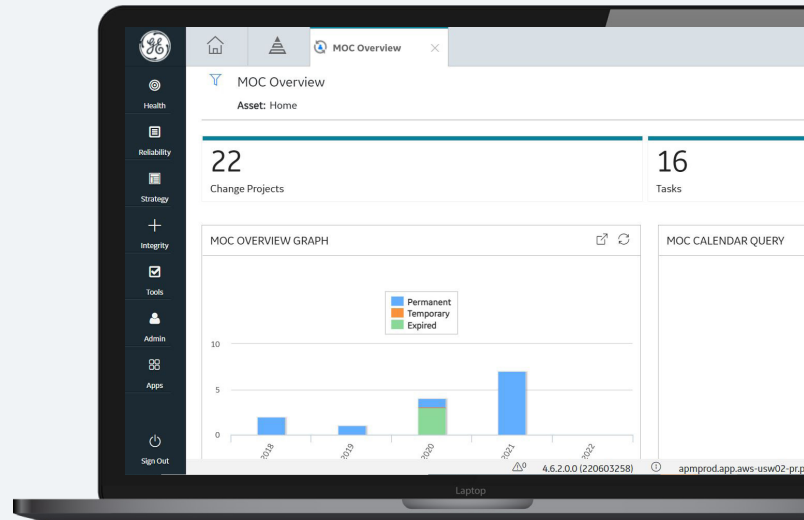 MOC Overview
Health
Reliability
Strategy
Integrity
Tools
Admin
Apps
Sign Out
MOC Overview
Asset: Home
22
Change Projects
16
Tasks
MOC OVERVIEW GRAPH
MOC CALENDAR QUERY
Permanent
Temporary
Expired
10
5
0
2018
2019
2020
2021
2022
0
4.6.2.0.0 (220603258)
apmprod.app.aws-usw02-pr.p
Laptop